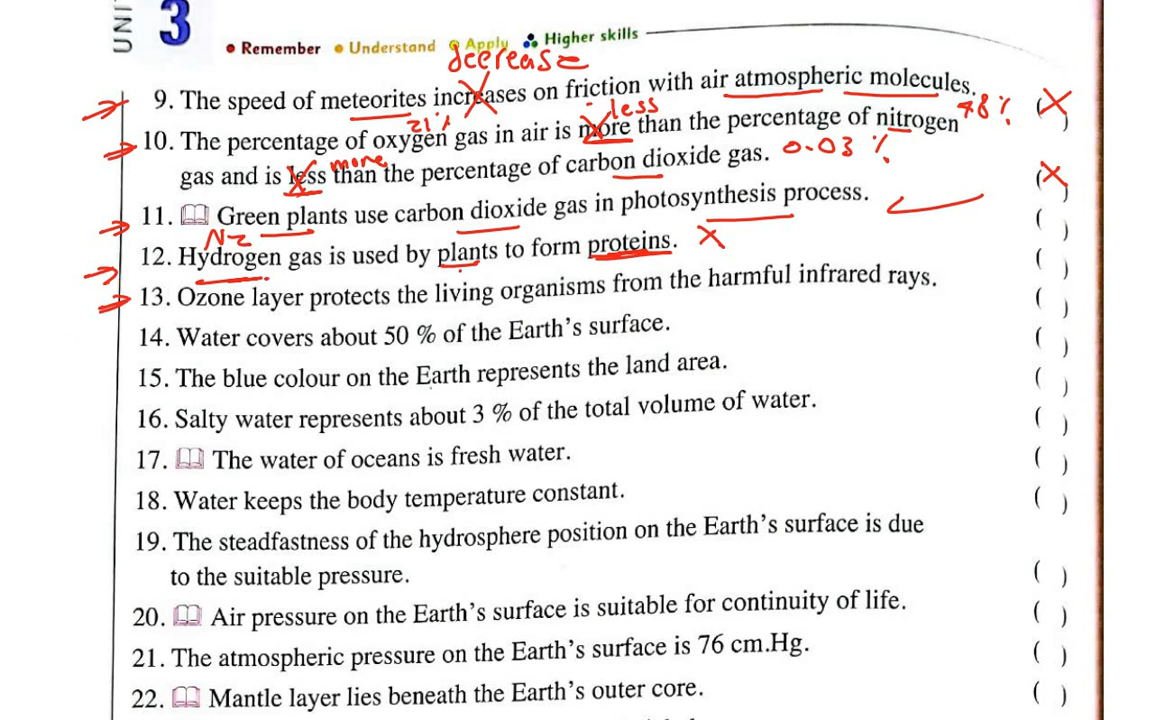 UNI
3
Remember Understand Apply Higher skills
decrease
9. The speed of meteorites increases on friction with air atmospheric molecules. (X)
21% less 78%
10. The percentage of oxygen gas in air is more than the percentage of nitrogen
more
gas and is less than the percentage of carbon dioxide gas. 0.03 % (X)
11. Green plants use carbon dioxide gas in photosynthesis process. ( )
N2
12. Hydrogen gas is used by plants to form proteins. X ( )
13. Ozone layer protects the living organisms from the harmful infrared rays. ( )
14. Water covers about 50 % of the Earth's surface. ( )
15. The blue colour on the Earth represents the land area. ( )
16. Salty water represents about 3 % of the total volume of water. ( )
17. The water of oceans is fresh water. ( )
18. Water keeps the body temperature constant. ( )
19. The steadfastness of the hydrosphere position on the Earth's surface is due
to the suitable pressure. ( )
20. Air pressure on the Earth's surface is suitable for continuity of life. ( )
21. The atmospheric pressure on the Earth's surface is 76 cm.Hg. ( )
22. Mantle layer lies beneath the Earth's outer core. ( )